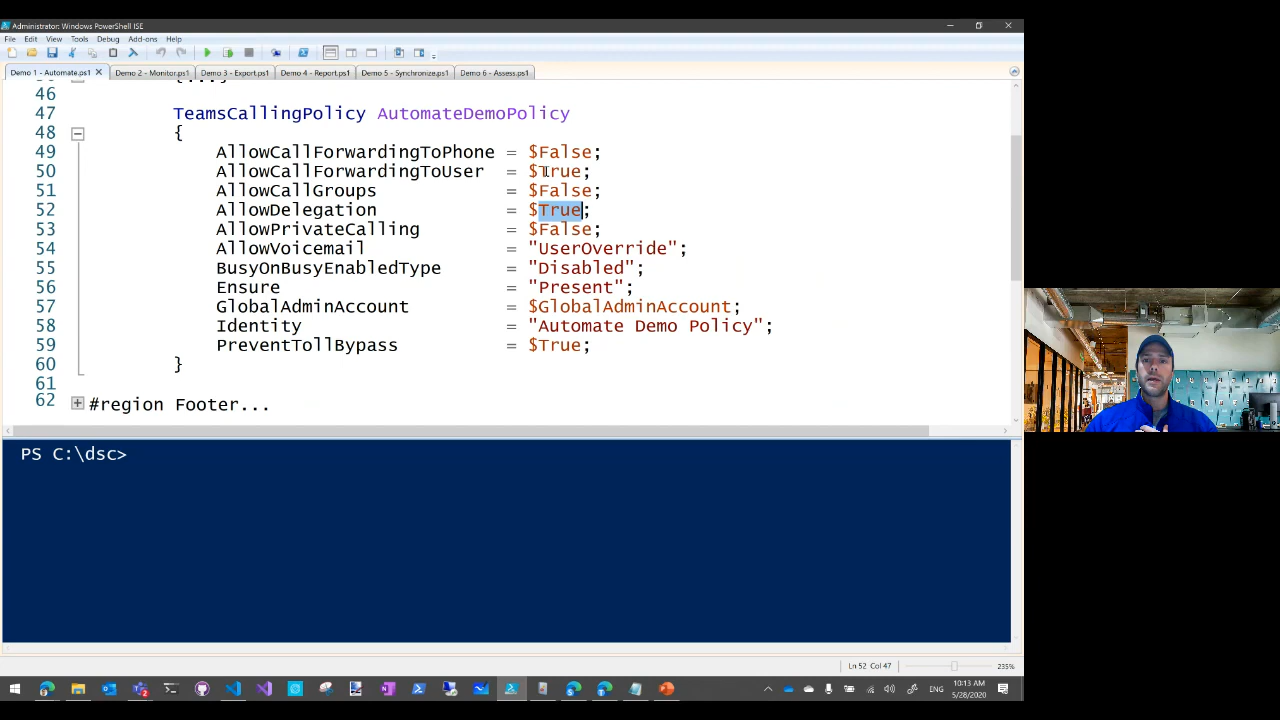 Administrator: Windows PowerShell ISE
File Edit View Tools Debug Add-ons Help
Demo 1 - Automate.ps1 Demo 2 - Monitor.ps1 Demo 3 - Export.ps1 Demo 4 - Report.ps1 Demo 5 - Synchronize.ps1 Demo 6 - Assess.ps1
46
47 TeamsCallingPolicy AutomateDemoPolicy
48 {
49 AllowCallForwardingToPhone = $False;
50 AllowCallForwardingToUser = $True;
51 AllowCallGroups = $False;
52 AllowDelegation = $True;
53 AllowPrivateCalling = $False;
54 AllowVoicemail = "UserOverride";
55 BusyOnBusyEnabledType = "Disabled";
56 Ensure = "Present";
57 GlobalAdminAccount = $GlobalAdminAccount;
58 Identity = "Automate Demo Policy";
59 PreventTollBypass = $True;
60 }
61
62 #region Footer...
PS C:\dsc>
Ln 52 Col 47 235%
ENG
10:13 AM
5/28/2020